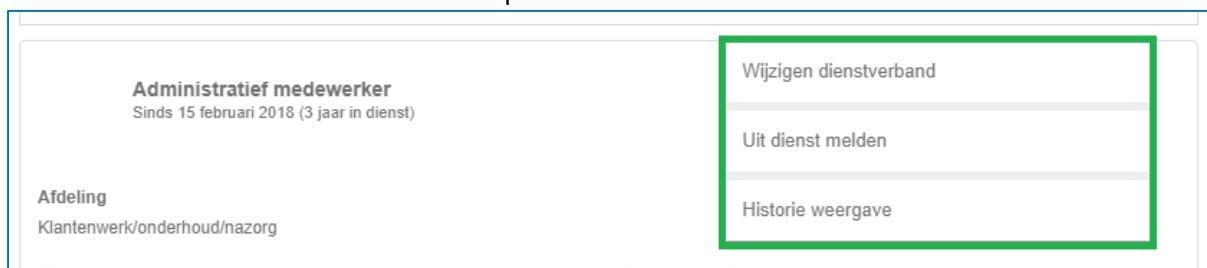 Administratief medewerker
Sinds 15 februari 2018 (3 jaar in dienst)
Afdeling
Klantenwerk/onderhoud/nazorg
Wijzigen dienstverband
Uit dienst melden
Historie weergave